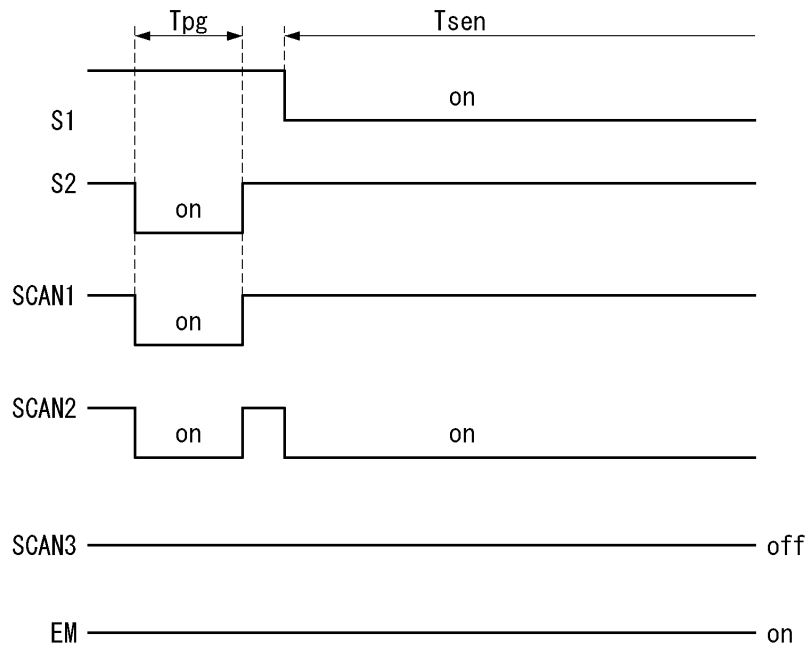 Tpg Tsen
on
S1
S2
on
SCAN1
on
SCAN2
on on
SCAN3 off
EM on